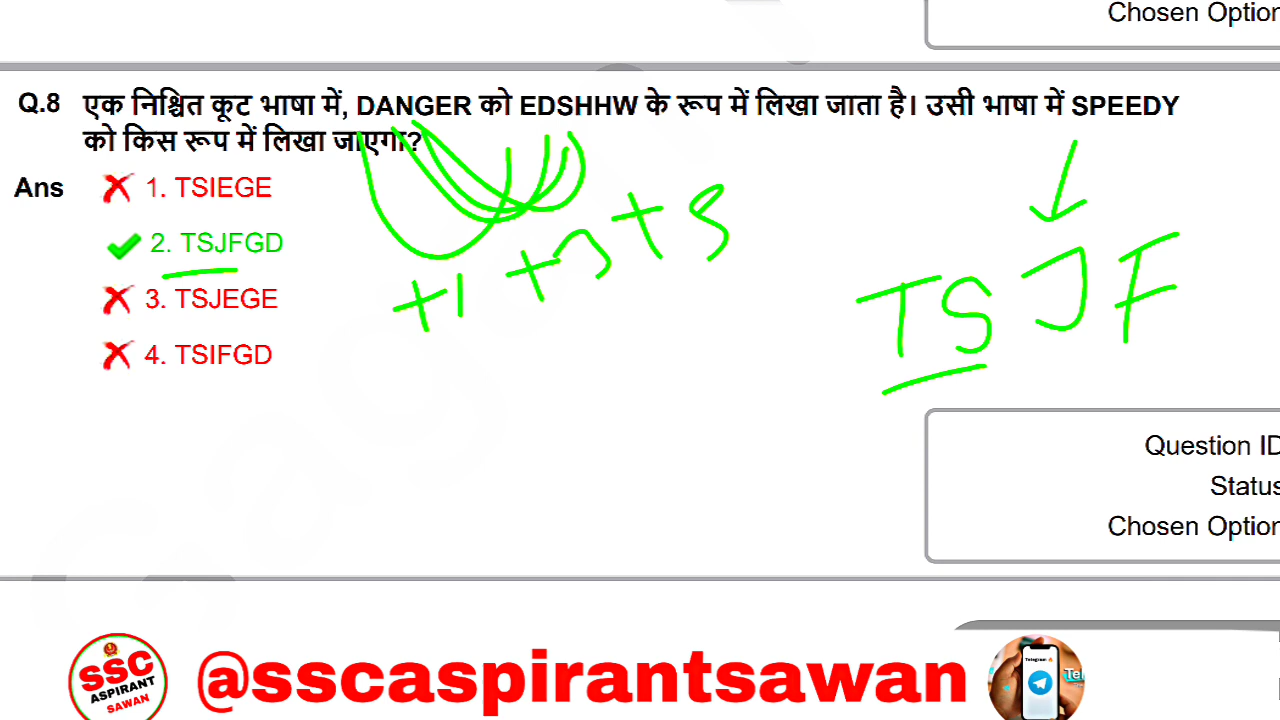 Chosen Option
Q.8 एक निश्चित कूट भाषा में, DANGER को EDSHHW के रूप में लिखा जाता है। उसी भाषा में SPEEDY
को किस रूप में लिखा जाएगा?
Ans 1. TSIEGE
2. TSJFGD
3. TSJEGE
4. TSIFGD
+1 +3 +5
TSJF
Question ID
Status
Chosen Option
SSC
ASPIRANT
SAWAN
@sscaspirantsawan